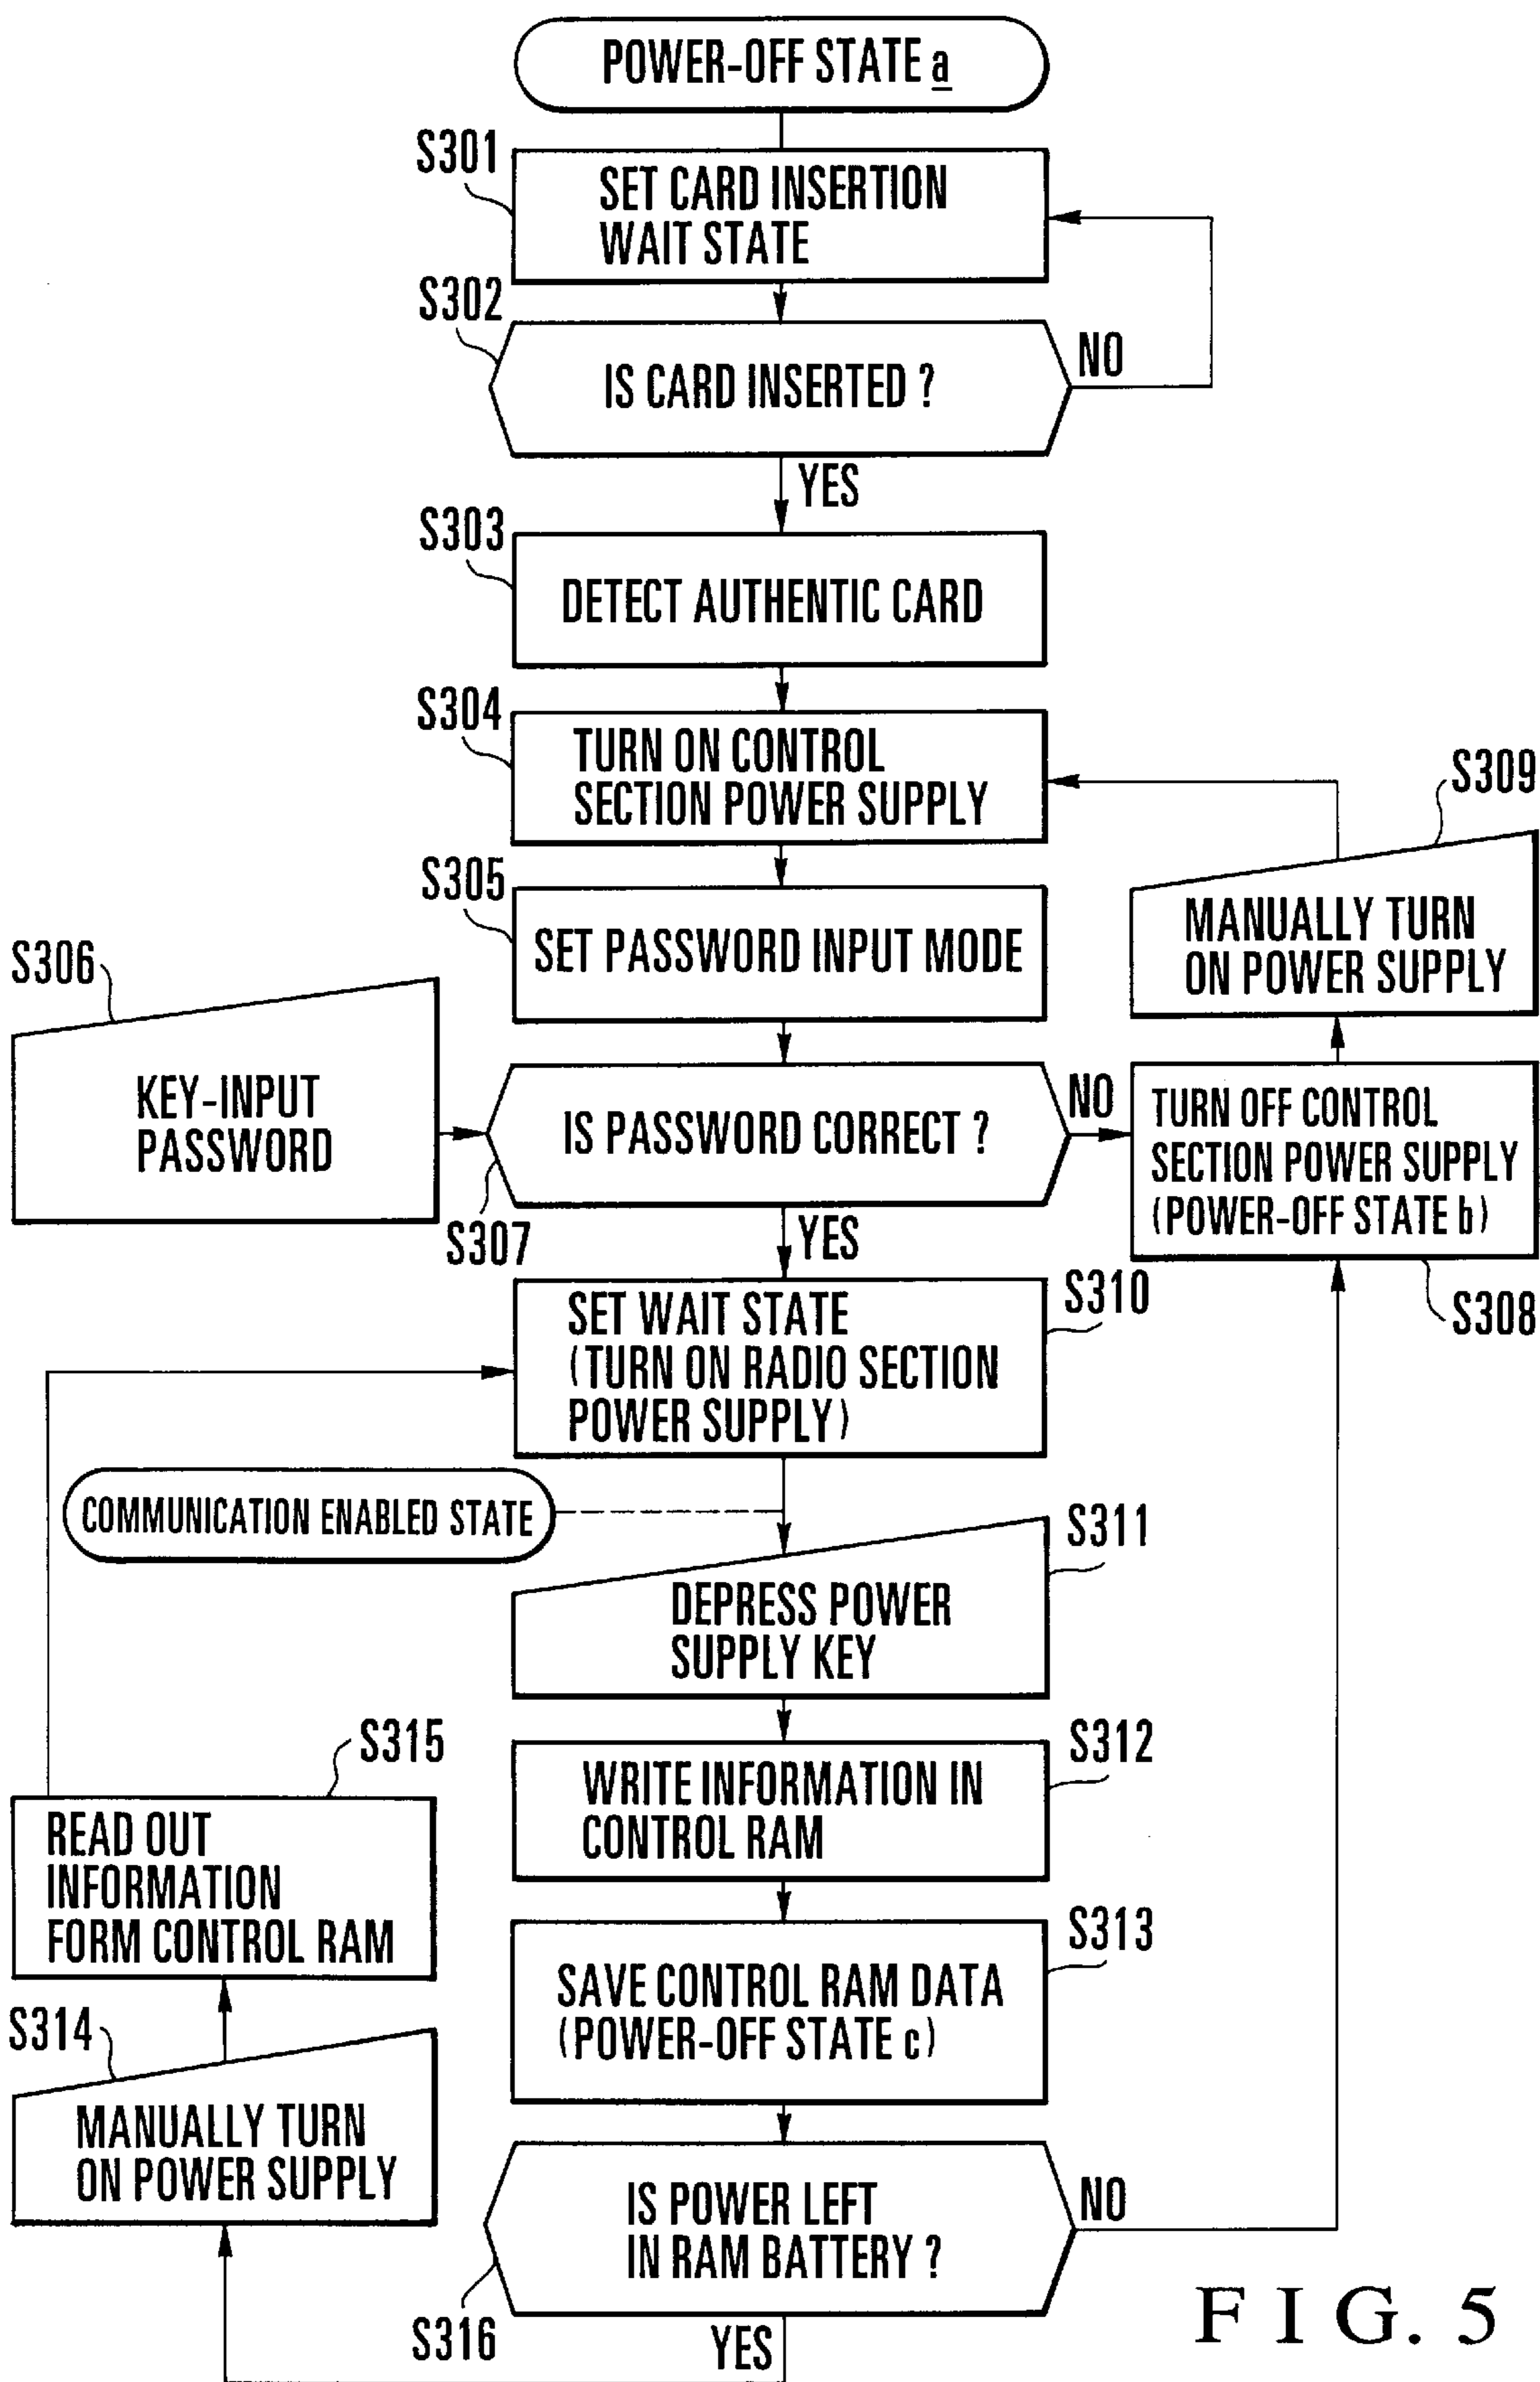 POWER-OFF STATE a
S301
SET CARD INSERTION
WAIT STATE
S302
IS CARD INSERTED ?
NO
YES
S303
DETECT AUTHENTIC CARD
S304
TURN ON CONTROL
SECTION POWER SUPPLY
S309
MANUALLY TURN
ON POWER SUPPLY
S305
SET PASSWORD INPUT MODE
S306
KEY-INPUT
PASSWORD
IS PASSWORD CORRECT ?
NO
TURN OFF CONTROL
SECTION POWER SUPPLY
(POWER-OFF STATE b)
S307
YES
S308
S310
SET WAIT STATE
(TURN ON RADIO SECTION
POWER SUPPLY)
COMMUNICATION ENABLED STATE
S311
DEPRESS POWER
SUPPLY KEY
S312
WRITE INFORMATION IN
CONTROL RAM
S315
READ OUT
INFORMATION
FORM CONTROL RAM
S313
SAVE CONTROL RAM DATA
(POWER-OFF STATE c)
S314
MANUALLY TURN
ON POWER SUPPLY
IS POWER LEFT
IN RAM BATTERY ?
NO
S316
YES
FIG. 5